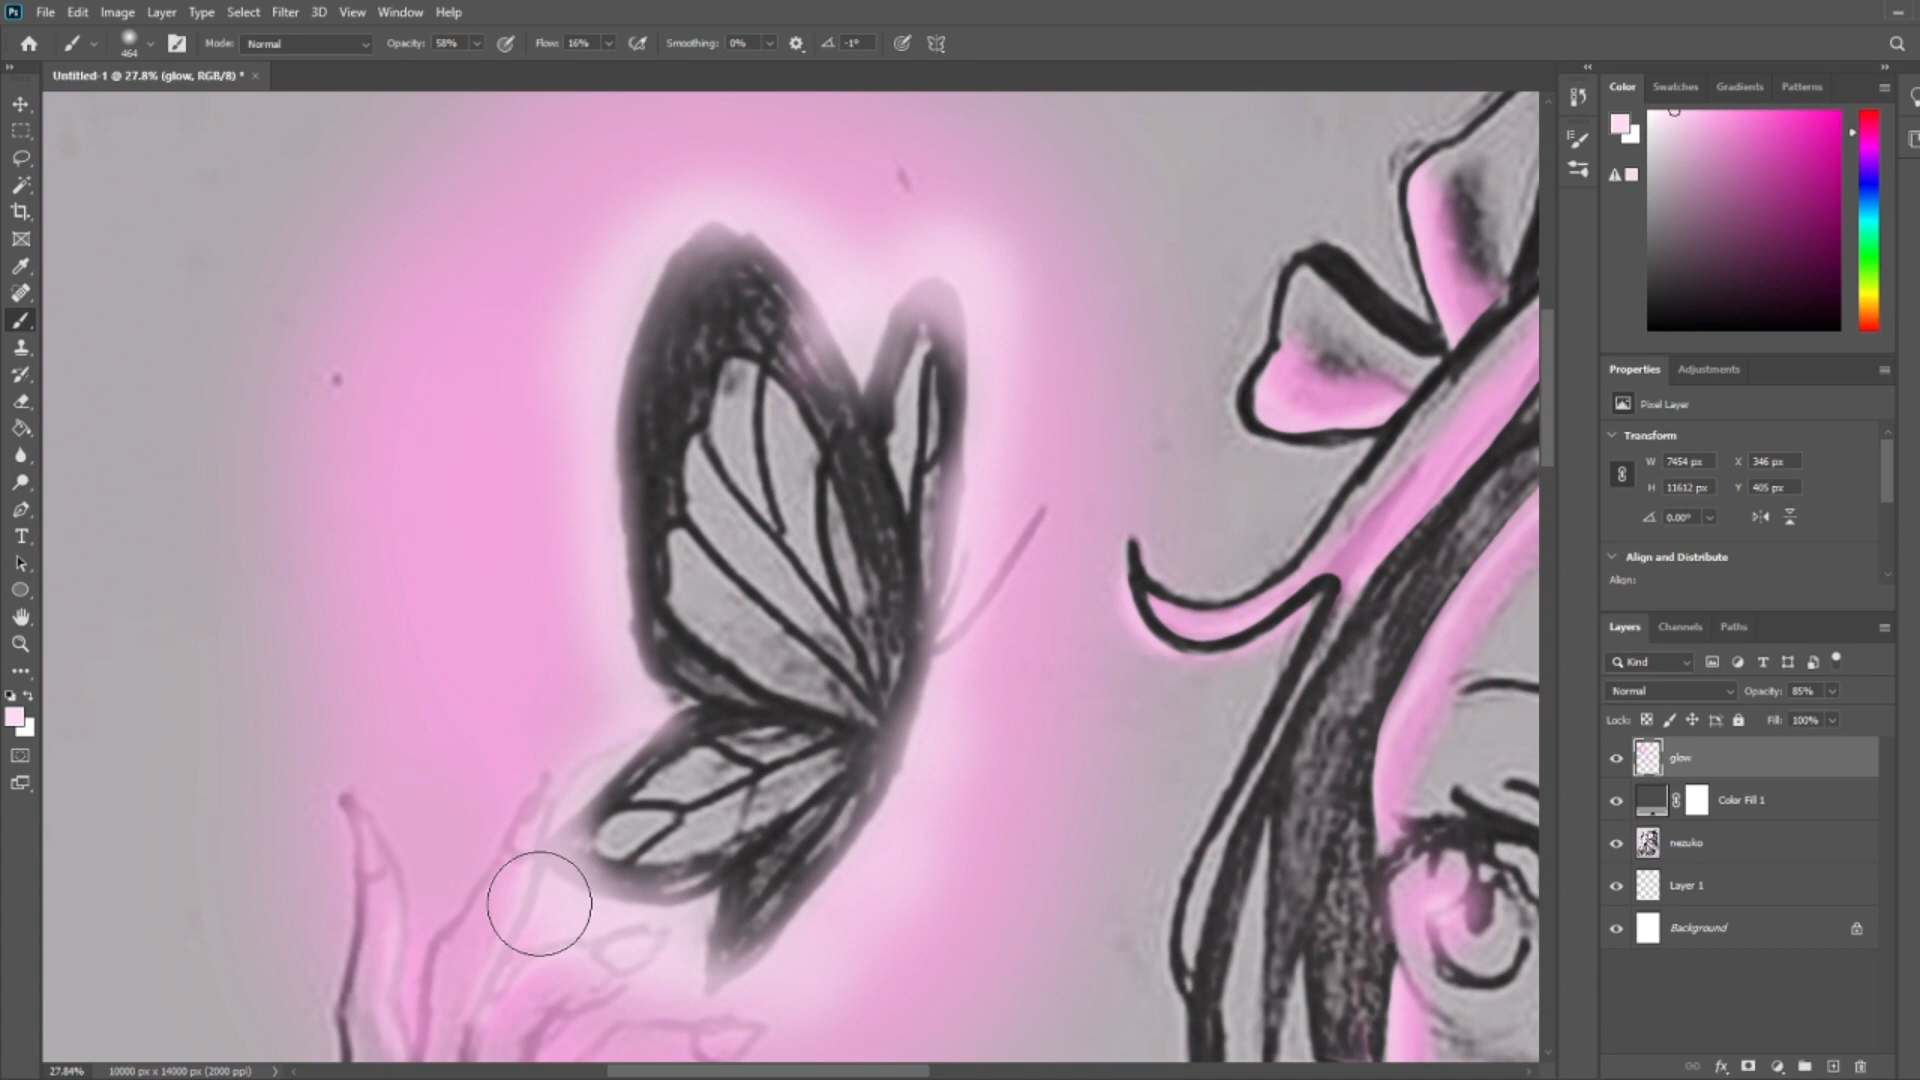 Ps File Edit Image Layer Type Select Filter 3D View Window Help
464 Mode: Normal Opacity: 58% Flow: 16% Smoothing: 0% -1°
Untitled-1 @ 27.8% (glow, RGB/8) * ×
Color Swatches Gradients Patterns
Properties Adjustments
Pixel Layer
Transform
W 7454 px X 346 px
H 11612 px Y 405 px
0.00°
Align and Distribute
Align:
Layers Channels Paths
Kind
Normal Opacity: 85%
Lock: Fill: 100%
glow
Color Fill 1
nezuko
Layer 1
Background
27.84% 10000 px x 14000 px (2000 ppi)